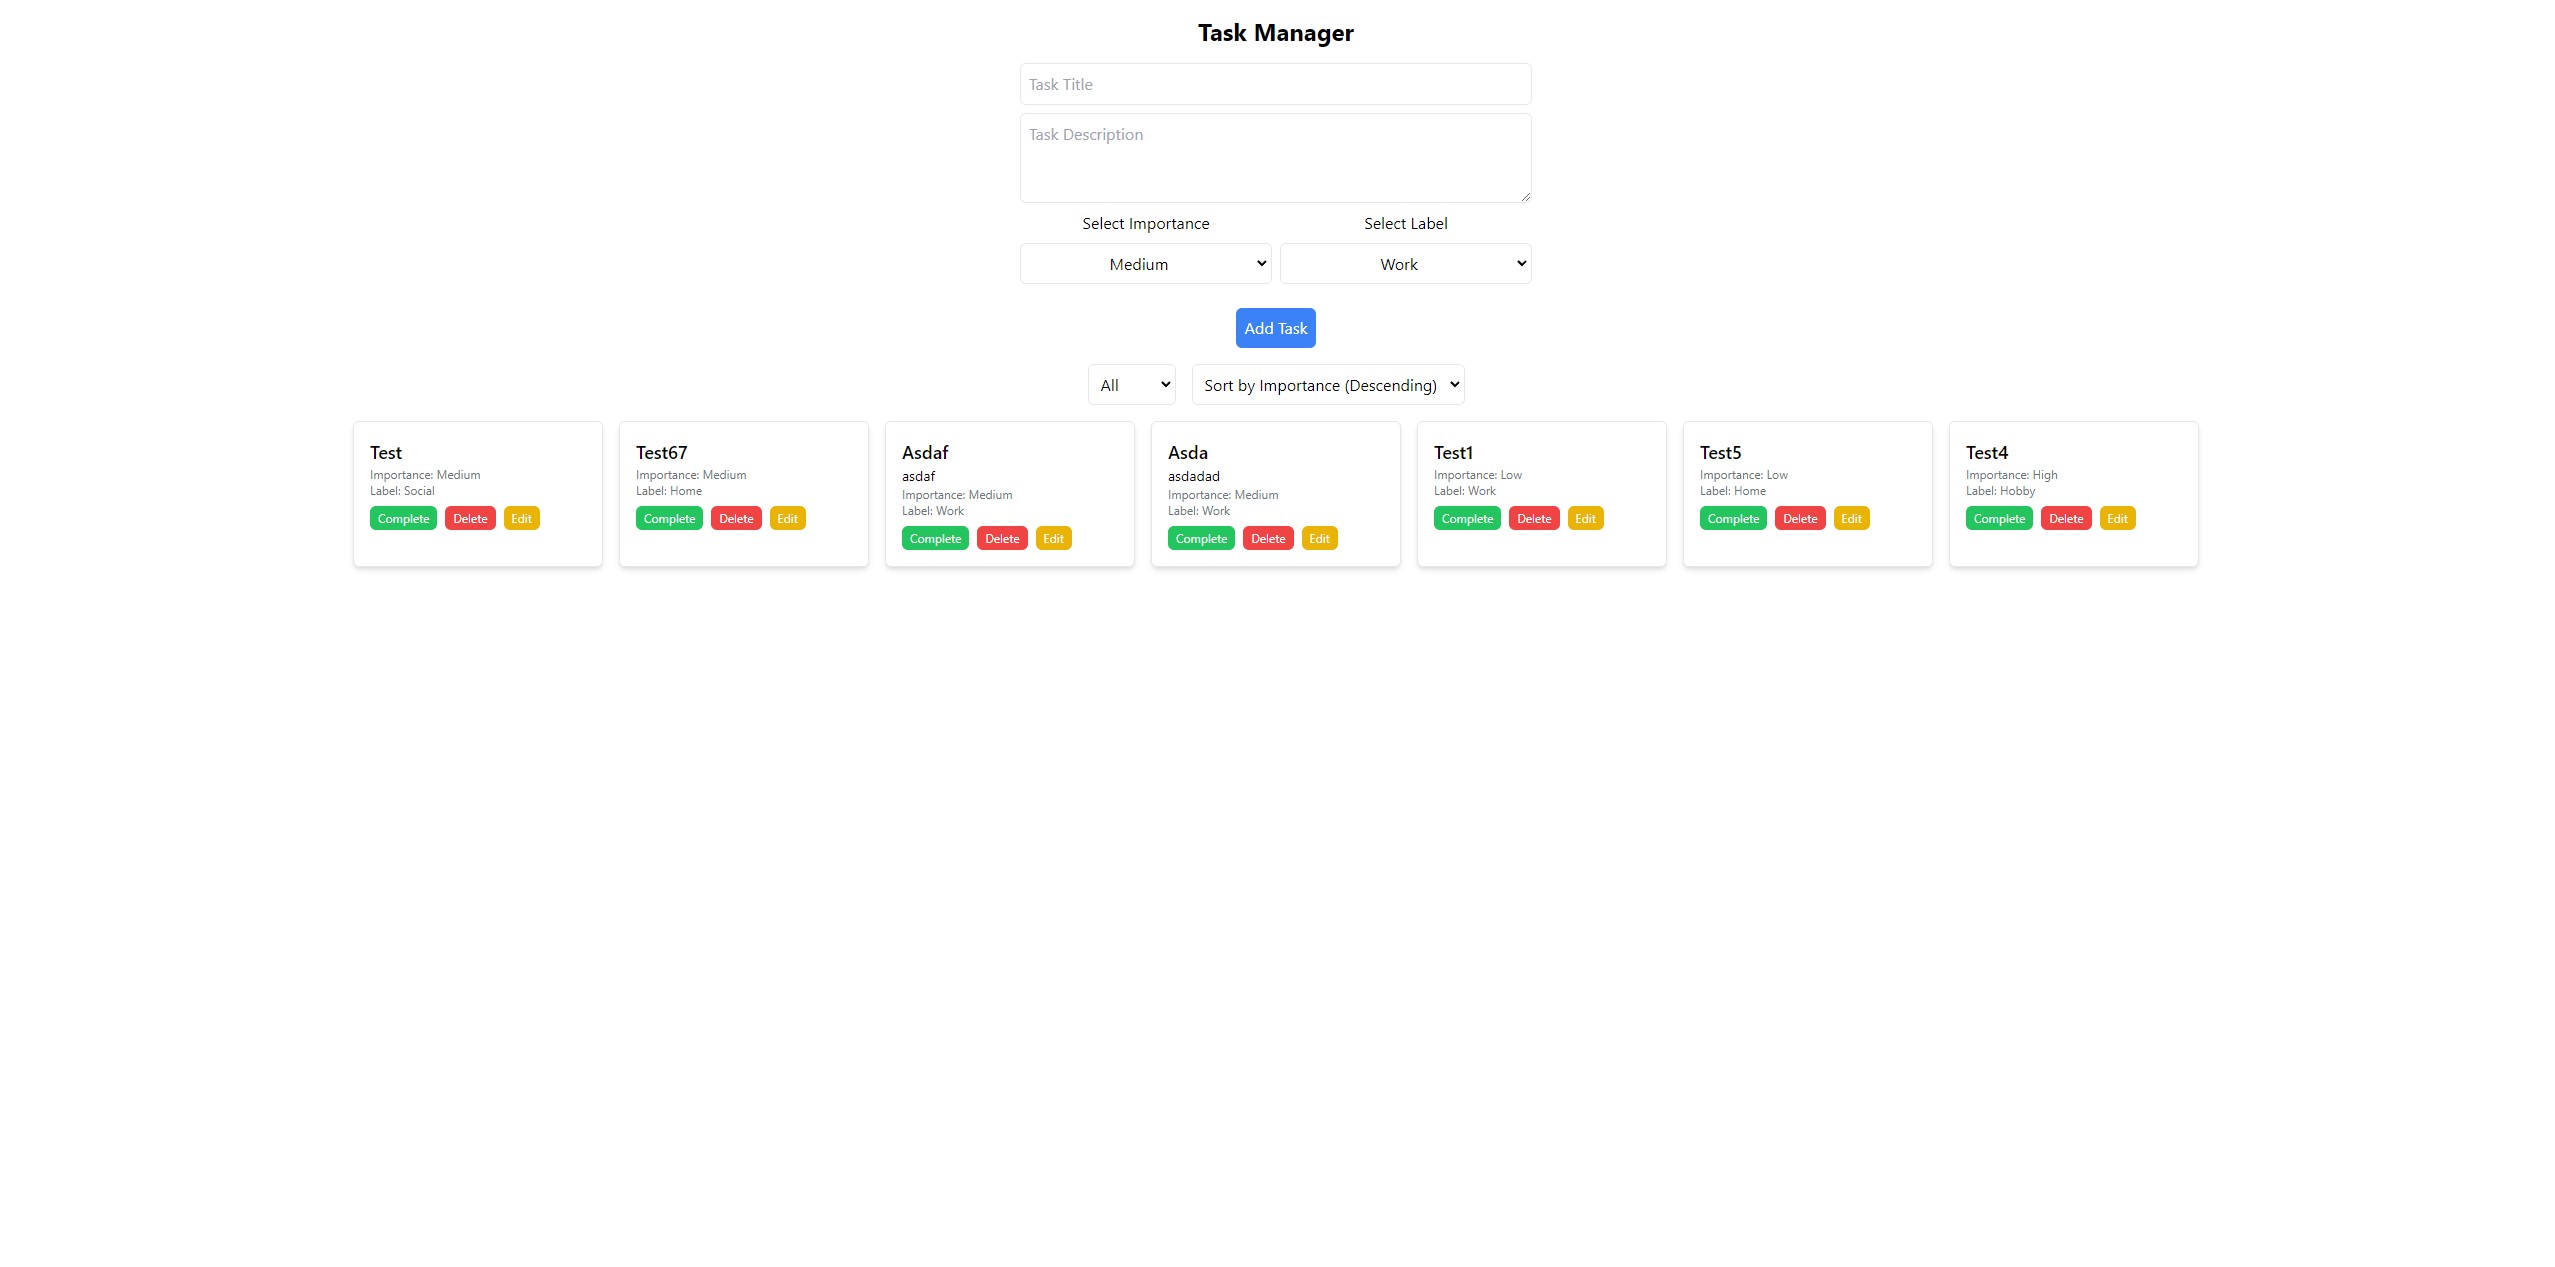 Task Manager
Task Title
Task Description
Select Importance
Select Label
Medium
Work
Add Task
All
Sort by Importance (Descending)
Test
Importance: Medium
Label: Social
Complete Delete Edit
Test67
Importance: Medium
Label: Home
Complete Delete Edit
Asdaf
asdaf
Importance: Medium
Label: Work
Complete Delete Edit
Asda
asdadad
Importance: Medium
Label: Work
Complete Delete Edit
Test1
Importance: Low
Label: Work
Complete Delete Edit
Test5
Importance: Low
Label: Home
Complete Delete Edit
Test4
Importance: High
Label: Hobby
Complete Delete Edit